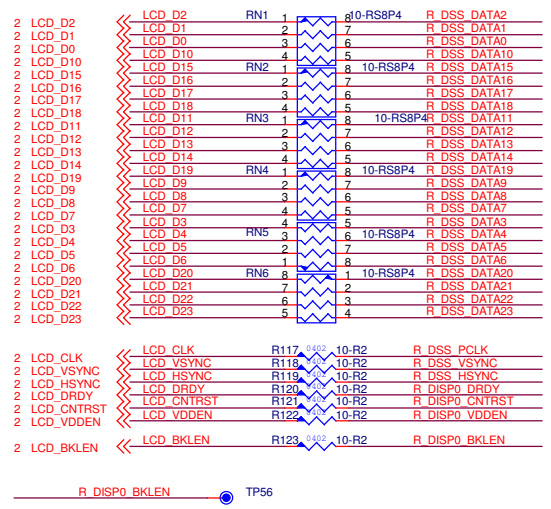 2 LCD_D2 LCD_D2 RN1 1 8 10-RS8P4 R_DSS_DATA2
2 LCD_D1 LCD_D1 2 7 R_DSS_DATA1
2 LCD_D0 LCD_D0 3 6 R_DSS_DATA0
2 LCD_D10 LCD_D10 4 5 R_DSS_DATA10
2 LCD_D15 LCD_D15 RN2 1 8 10-RS8P4 R_DSS_DATA15
2 LCD_D16 LCD_D16 2 7 R_DSS_DATA16
2 LCD_D17 LCD_D17 3 6 R_DSS_DATA17
2 LCD_D18 LCD_D18 4 5 R_DSS_DATA18
2 LCD_D11 LCD_D11 RN3 1 8 10-RS8P4 R_DSS_DATA11
2 LCD_D12 LCD_D12 2 7 R_DSS_DATA12
2 LCD_D13 LCD_D13 3 6 R_DSS_DATA13
2 LCD_D14 LCD_D14 4 5 R_DSS_DATA14
2 LCD_D19 LCD_D19 RN4 1 8 10-RS8P4 R_DSS_DATA19
2 LCD_D9 LCD_D9 2 7 R_DSS_DATA9
2 LCD_D8 LCD_D8 3 6 R_DSS_DATA8
2 LCD_D7 LCD_D7 4 5 R_DSS_DATA7
2 LCD_D3 LCD_D3 4 5 R_DSS_DATA3
2 LCD_D4 LCD_D4 RN5 3 6 10-RS8P4 R_DSS_DATA4
2 LCD_D5 LCD_D5 2 7 R_DSS_DATA5
2 LCD_D6 LCD_D6 1 8 R_DSS_DATA6
2 LCD_D20 LCD_D20 RN6 8 1 10-RS8P4 R_DSS_DATA20
2 LCD_D21 LCD_D21 7 2 R_DSS_DATA21
2 LCD_D22 LCD_D22 6 3 R_DSS_DATA22
2 LCD_D23 LCD_D23 5 4 R_DSS_DATA23
2 LCD_CLK LCD_CLK R117 0402 10-R2 R_DSS_PCLK
2 LCD_VSYNC LCD_VSYNC R118 0402 10-R2 R_DSS_VSYNC
2 LCD_HSYNC LCD_HSYNC R119 0402 10-R2 R_DSS_HSYNC
2 LCD_DRDY LCD_DRDY R120 0402 10-R2 R_DISP0_DRDY
2 LCD_CNTRST LCD_CNTRST R121 0402 10-R2 R_DISP0_CNTRST
2 LCD_VDDEN LCD_VDDEN R122 0402 10-R2 R_DISP0_VDDEN
2 LCD_BKLEN LCD_BKLEN R123 0402 10-R2 R_DISP0_BKLEN
R_DISP0_BKLEN TP56